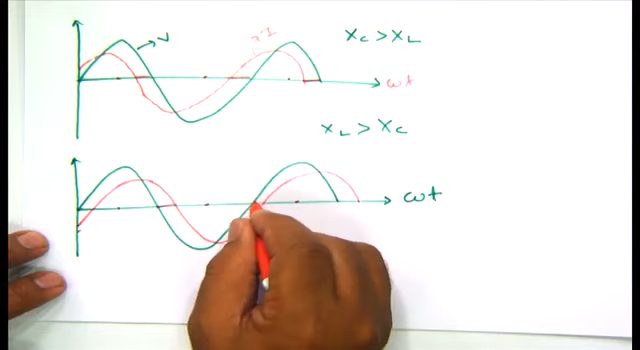 V
I
Xc > XL
ωt
XL > Xc
ωt